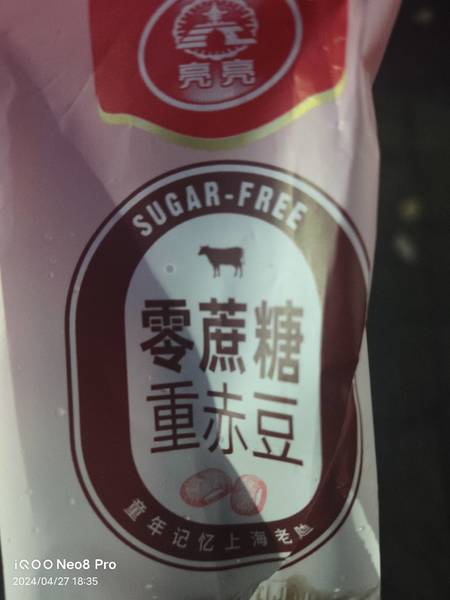 亮亮
SUGAR-FREE
零蔗糖
重赤豆
童年记忆上海老
iQOO Neo8 Pro
2024/04/27 18:35